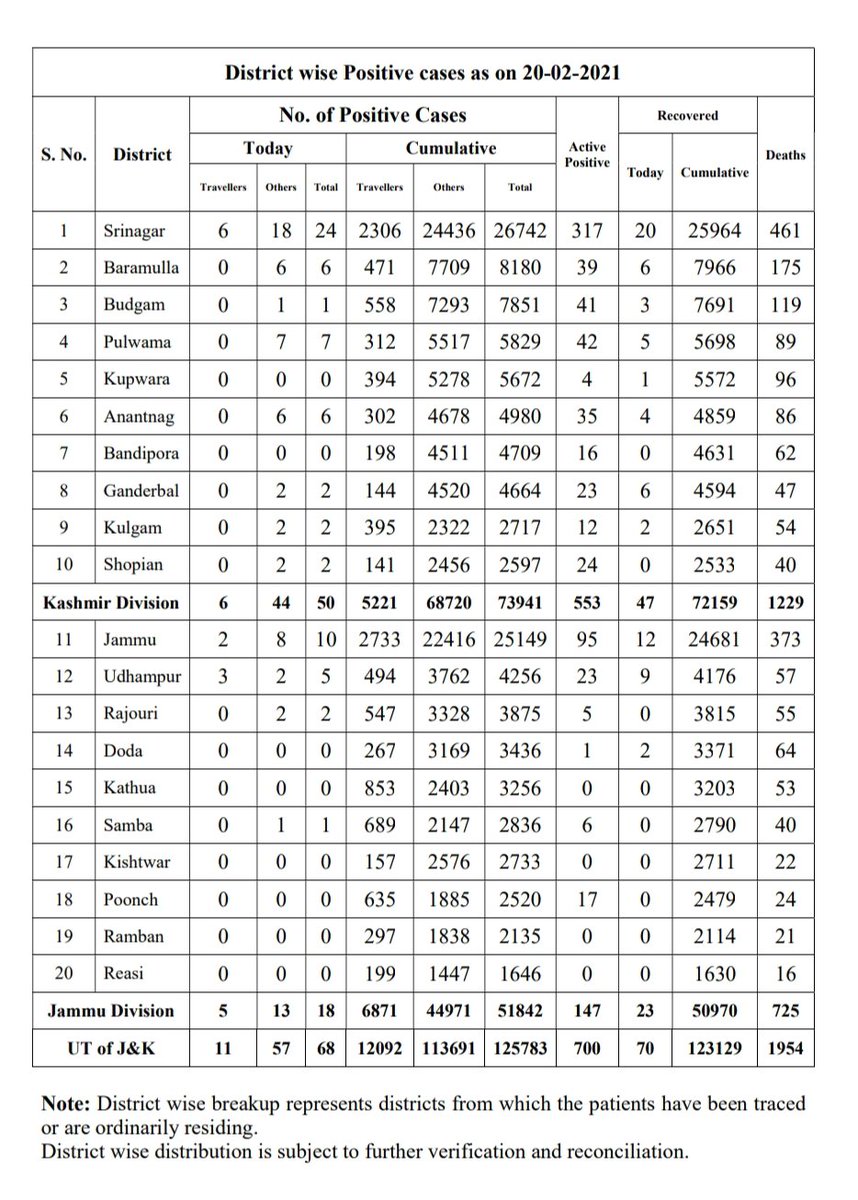 District wise Positive cases as on 20-02-2021
S. No. District No. of Positive Cases Active Positive Recovered Deaths
Today Cumulative Today Cumulative
Travellers Others Total Travellers Others Total
1 Srinagar 6 18 24 2306 24436 26742 317 20 25964 461
2 Baramulla 0 6 6 471 7709 8180 39 6 7966 175
3 Budgam 0 1 1 558 7293 7851 41 3 7691 119
4 Pulwama 0 7 7 312 5517 5829 42 5 5698 89
5 Kupwara 0 0 0 394 5278 5672 4 1 5572 96
6 Anantnag 0 6 6 302 4678 4980 35 4 4859 86
7 Bandipora 0 0 0 198 4511 4709 16 0 4631 62
8 Ganderbal 0 2 2 144 4520 4664 23 6 4594 47
9 Kulgam 0 2 2 395 2322 2717 12 2 2651 54
10 Shopian 0 2 2 141 2456 2597 24 0 2533 40
Kashmir Division 6 44 50 5221 68720 73941 553 47 72159 1229
11 Jammu 2 8 10 2733 22416 25149 95 12 24681 373
12 Udhampur 3 2 5 494 3762 4256 23 9 4176 57
13 Rajouri 0 2 2 547 3328 3875 5 0 3815 55
14 Doda 0 0 0 267 3169 3436 1 2 3371 64
15 Kathua 0 0 0 853 2403 3256 0 0 3203 53
16 Samba 0 1 1 689 2147 2836 6 0 2790 40
17 Kishtwar 0 0 0 157 2576 2733 0 0 2711 22
18 Poonch 0 0 0 635 1885 2520 17 0 2479 24
19 Ramban 0 0 0 297 1838 2135 0 0 2114 21
20 Reasi 0 0 0 199 1447 1646 0 0 1630 16
Jammu Division 5 13 18 6871 44971 51842 147 23 50970 725
UT of J&K 11 57 68 12092 113691 125783 700 70 123129 1954
Note: District wise breakup represents districts from which the patients have been traced
or are ordinarily residing.
District wise distribution is subject to further verification and reconciliation.